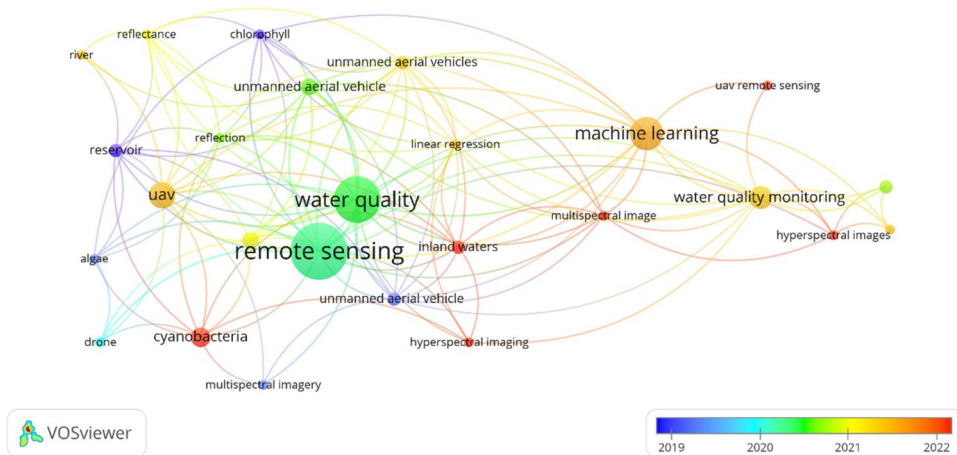 reflectance
chlorophyll
river
unmanned aerial vehicles
unmanned aerial vehicle
uav remote sensing
machine learning
reflection
linear regression
reservoir
uav
water quality
water quality monitoring
multispectral image
hyperspectral images
remote sensing
inland waters
algae
unmanned aerial vehicle
drone
cyanobacteria
hyperspectral imaging
multispectral imagery
VOSviewer
2019 2020 2021 2022